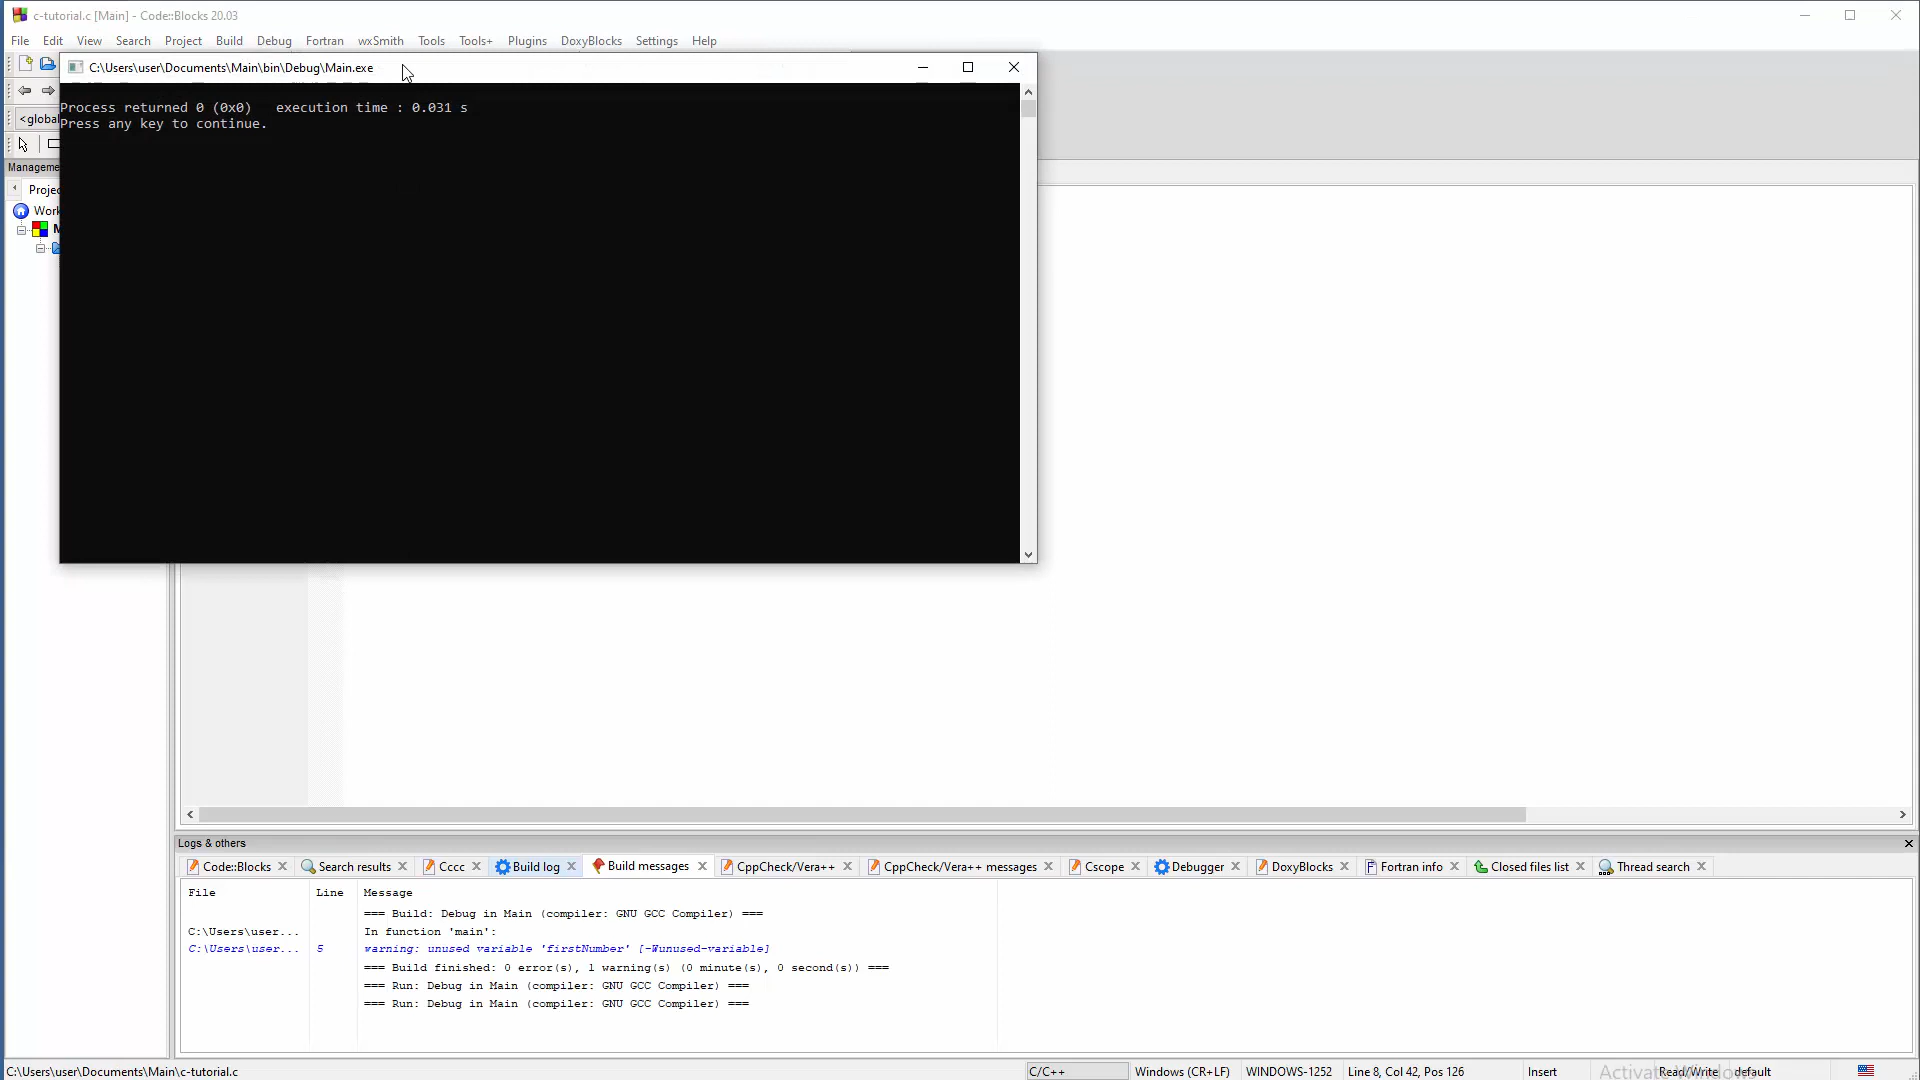 c-tutorial.c [Main] - Code::Blocks 20.03
File Edit View Search Project Build Debug Fortran wxSmith Tools Tools+ Plugins DoxyBlocks Settings Help
C:\Users\user\Documents\Main\bin\Debug\Main.exe
Process returned 0 (0x0)   execution time : 0.031 s
Press any key to continue.
<global
Manageme
Projec
Work
M
Logs & others
Code::Blocks Search results Cccc Build log Build messages CppCheck/Vera++ CppCheck/Vera++ messages Cscope Debugger DoxyBlocks Fortran info Closed files list Thread search
File Line Message
=== Build: Debug in Main (compiler: GNU GCC Compiler) ===
C:\Users\user... In function 'main':
C:\Users\user... 5 warning: unused variable 'firstNumber' [-Wunused-variable]
=== Build finished: 0 error(s), 1 warning(s) (0 minute(s), 0 second(s)) ===
=== Run: Debug in Main (compiler: GNU GCC Compiler) ===
=== Run: Debug in Main (compiler: GNU GCC Compiler) ===
C:\Users\user\Documents\Main\c-tutorial.c C/C++ Windows (CR+LF) WINDOWS-1252 Line 8, Col 42, Pos 126 Insert Read/Write default
Activate Windows